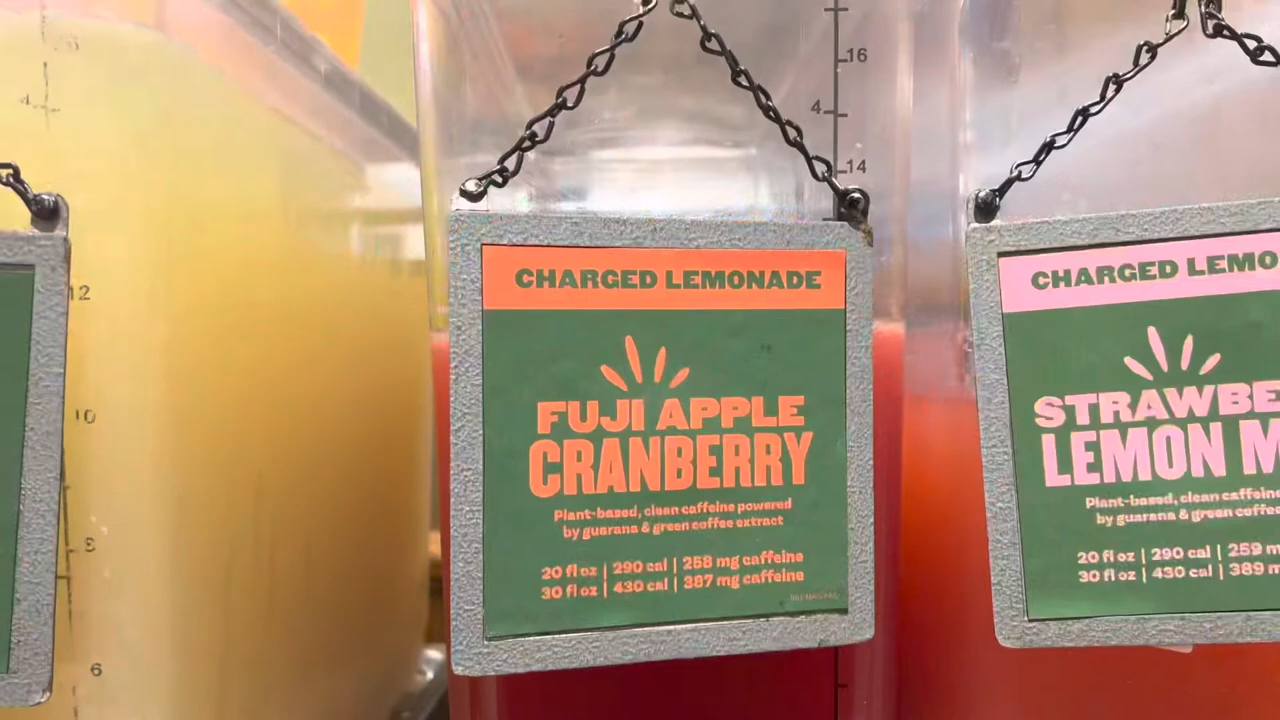 16
4
14
12
10
8
6
CHARGED LEMONADE
FUJI APPLE
CRANBERRY
Plant-based, clean caffeine powered
by guarana & green coffee extract
20 fl oz | 290 cal | 258 mg caffeine
30 fl oz | 430 cal | 387 mg caffeine
CHARGED LEMO
STRAWBE
LEMON M
Plant-based, clean caffeine
by guarana & green coffee
20 fl oz | 290 cal | 259 m
30 fl oz | 430 cal | 389 m